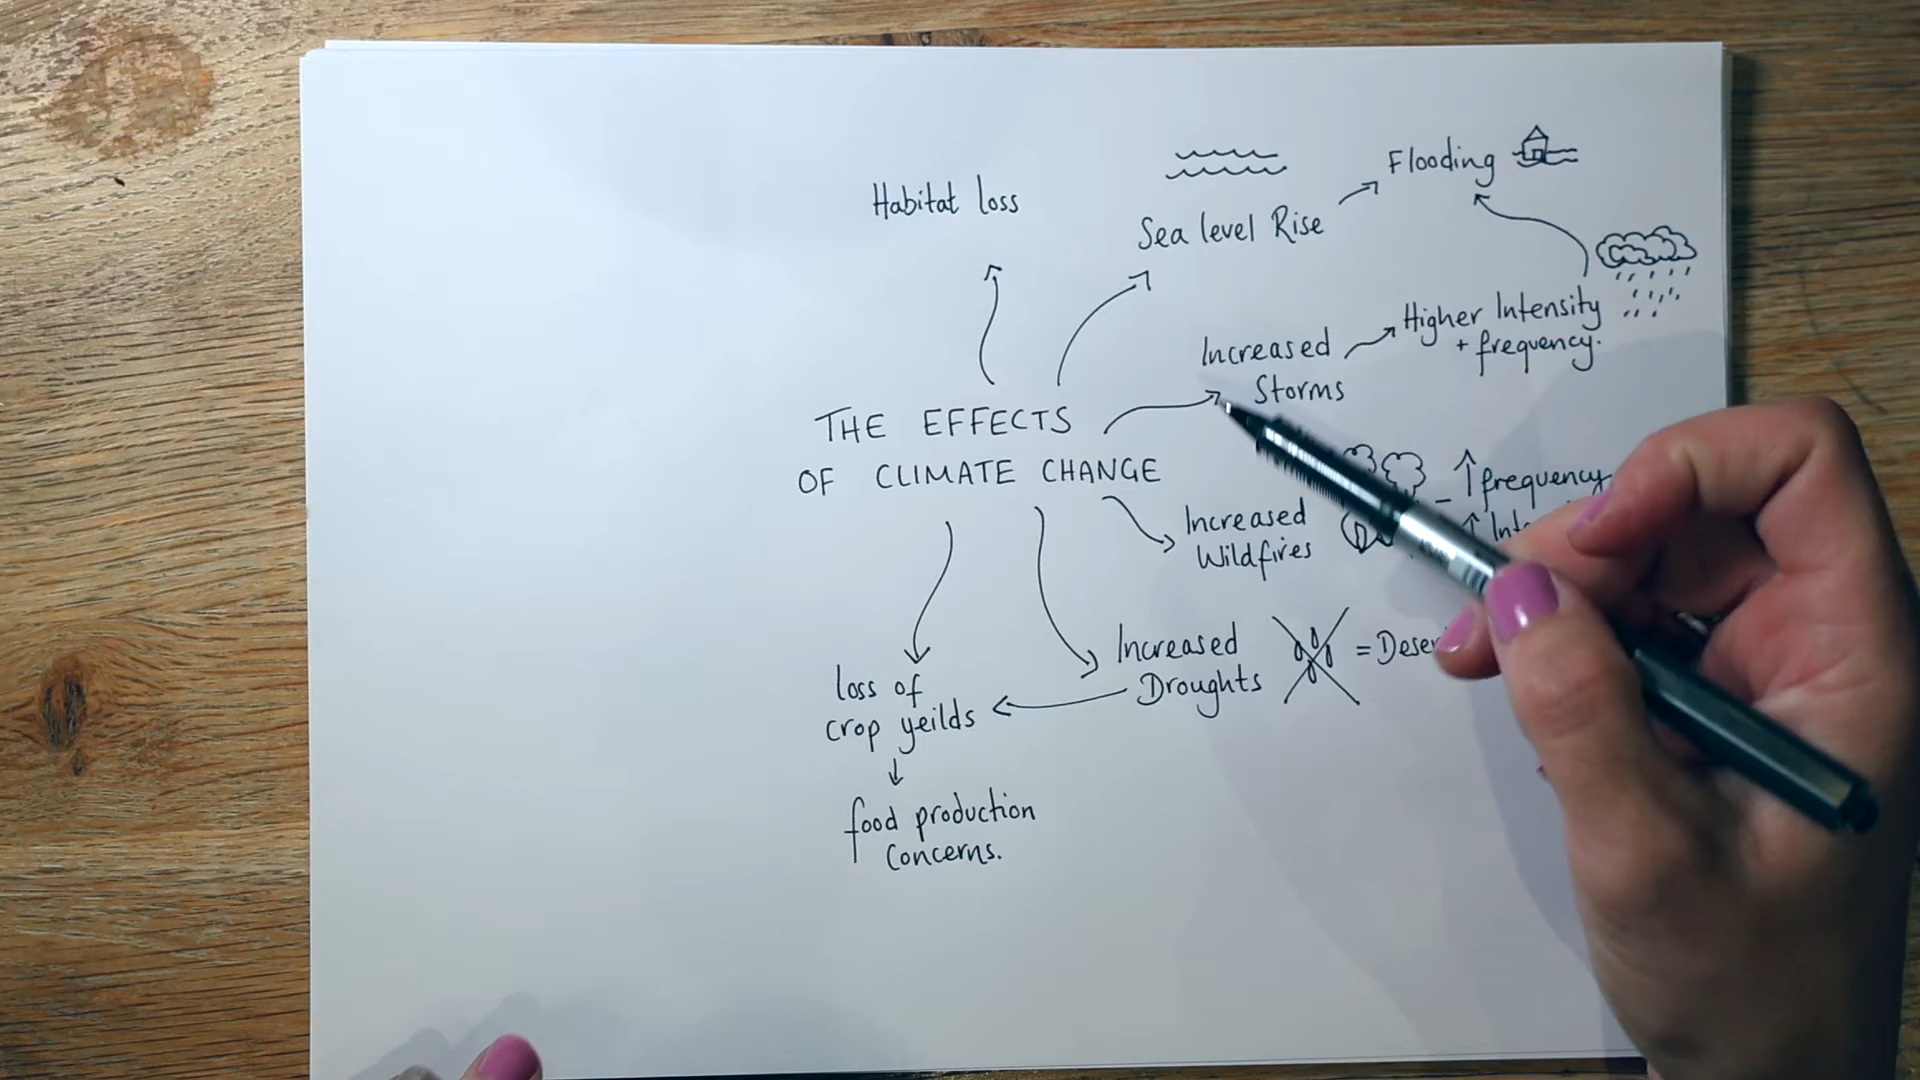 Habitat loss
Sea level Rise
Flooding
Increased
Storms
Higher Intensity
+ frequency.
THE EFFECTS
OF CLIMATE CHANGE
Increased
Wildfires
- ↑ frequency
↑
Increased
Droughts
=
loss of
crop yeilds
food production
concerns.